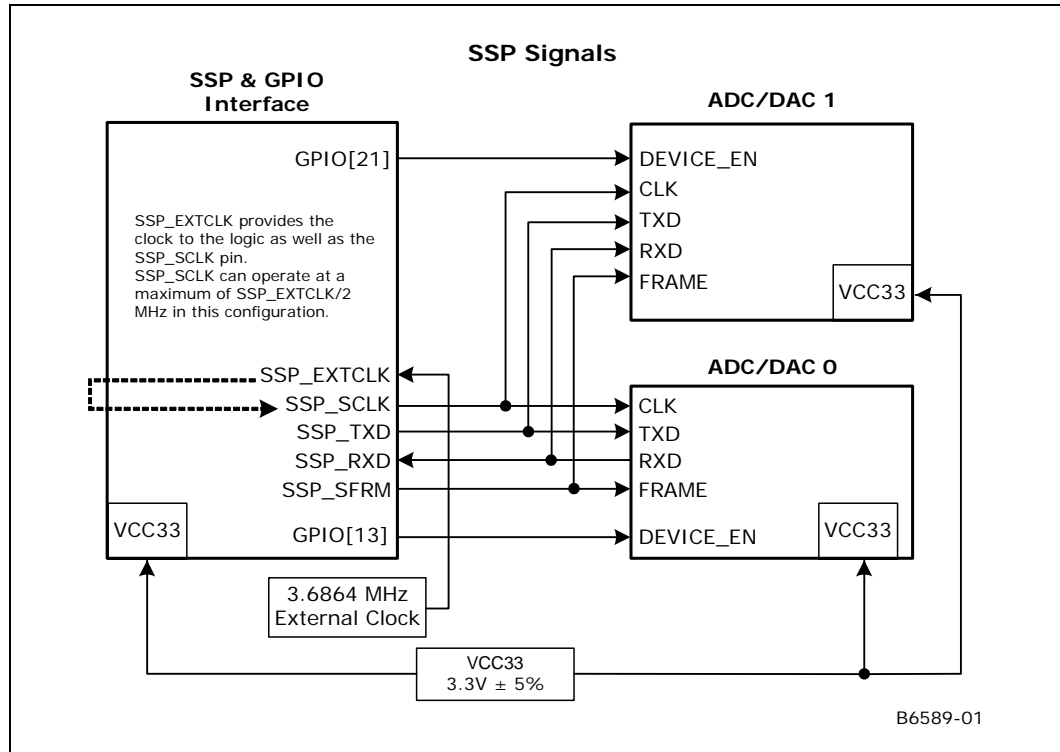 SSP Signals
SSP & GPIO
Interface
GPIO[21]
SSP_EXTCLK provides the
clock to the logic as well as the
SSP_SCLK pin.
SSP_SCLK can operate at a
maximum of SSP_EXTCLK/2
MHz in this configuration.
SSP_EXTCLK
SSP_SCLK
SSP_TXD
SSP_RXD
SSP_SFRM
GPIO[13]
VCC33
ADC/DAC 1
DEVICE_EN
CLK
TXD
RXD
FRAME
VCC33
ADC/DAC 0
CLK
TXD
RXD
FRAME
DEVICE_EN
VCC33
3.6864 MHz
External Clock
VCC33
3.3V ± 5%
B6589-01